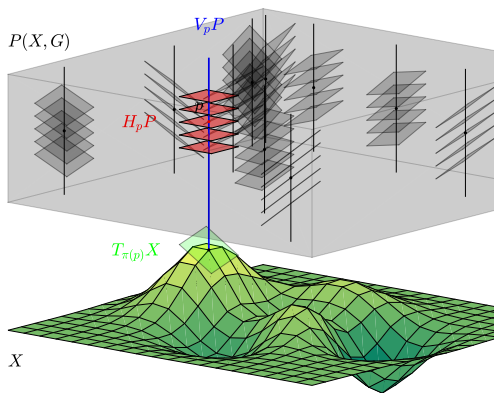 V_pP
P(X, G)
p
H_pP
T_{π(p)}X
X